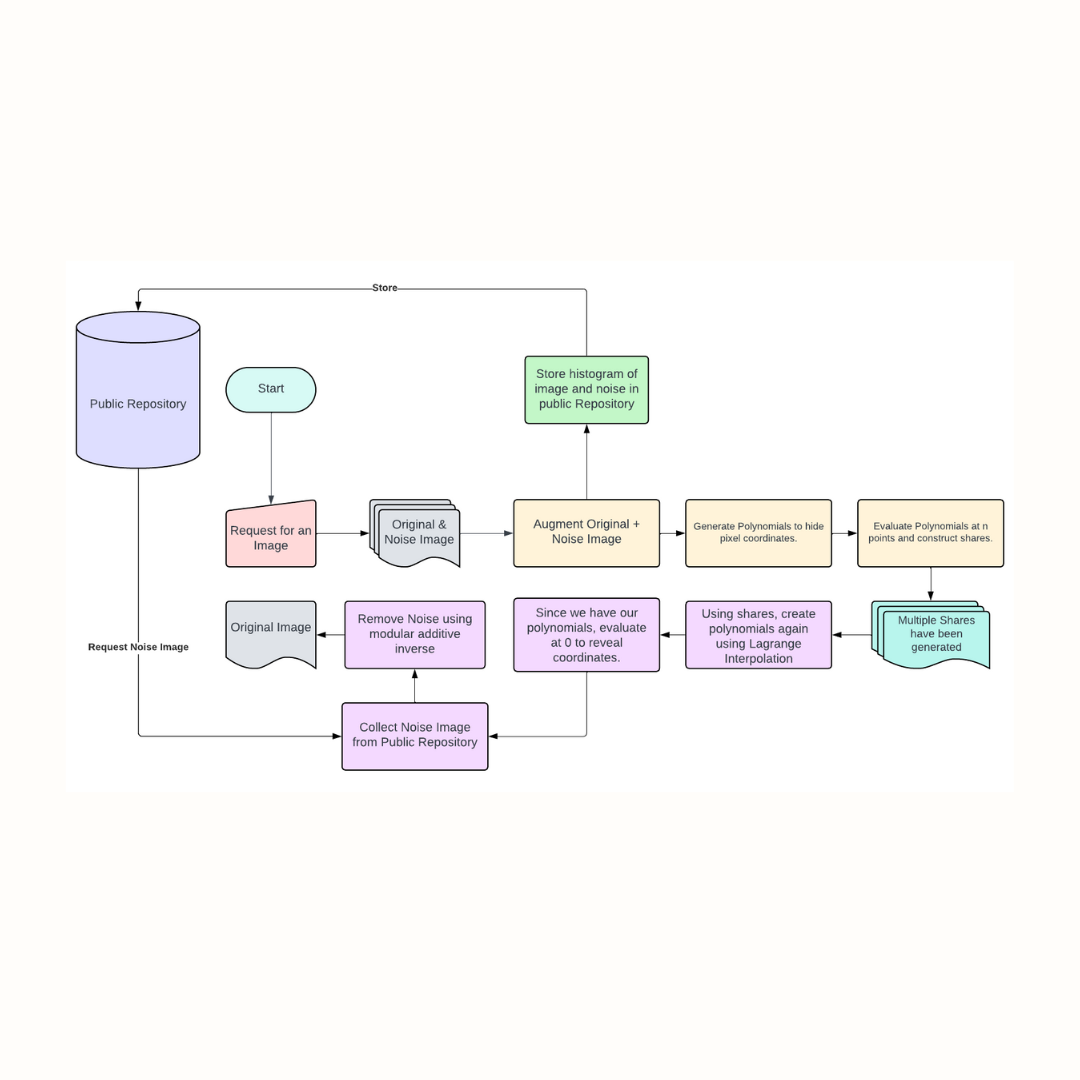 Store
Public Repository
Start
Store histogram of
image and noise in
public Repository
Request for an
Image
Original &
Noise Image
Augment Original +
Noise Image
Generate Polynomials to hide
pixel coordinates.
Evaluate Polynomials at n
points and construct shares.
Multiple Shares
have been
generated
Using shares, create
polynomials again
using Lagrange
Interpolation
Since we have our
polynomials, evaluate
at 0 to reveal
coordinates.
Remove Noise using
modular additive
inverse
Original Image
Request Noise Image
Collect Noise Image
from Public Repository